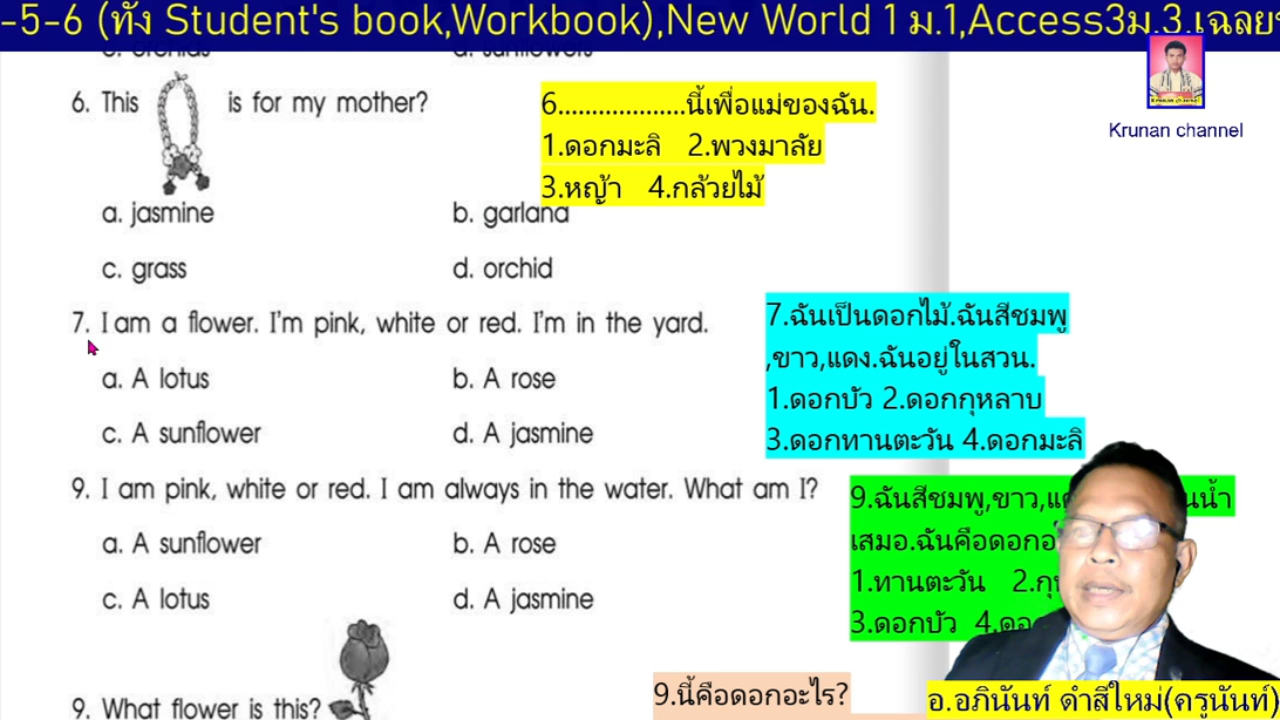 -5-6 (ทั้ง Student's book,Workbook),New World 1 ม.1,Access3ม.3.เฉลย
Krunan channel
6. This is for my mother?
a. jasmine b. garland
c. grass d. orchid
6...................นี้เพื่อแม่ของฉัน.
1.ดอกมะลิ 2.พวงมาลัย
3.หญ้า 4.กล้วยไม้
7. I am a flower. I'm pink, white or red. I'm in the yard.
a. A lotus b. A rose
c. A sunflower d. A jasmine
7.ฉันเป็นดอกไม้.ฉันสีชมพู
,ขาว,แดง.ฉันอยู่ในสวน.
1.ดอกบัว 2.ดอกกุหลาบ
3.ดอกทานตะวัน 4.ดอกมะลิ
9. I am pink, white or red. I am always in the water. What am I?
a. A sunflower b. A rose
c. A lotus d. A jasmine
9.ฉันสีชมพู,ขาว, น้ำ
เสมอ.ฉันคือดอก
1.ทานตะวัน 2.
3.ดอกบัว 4.
9. What flower is this?
9.นี้คือดอกอะไร?
อ.อภินันท์ ดำสีใหม่(ครูนันท์)